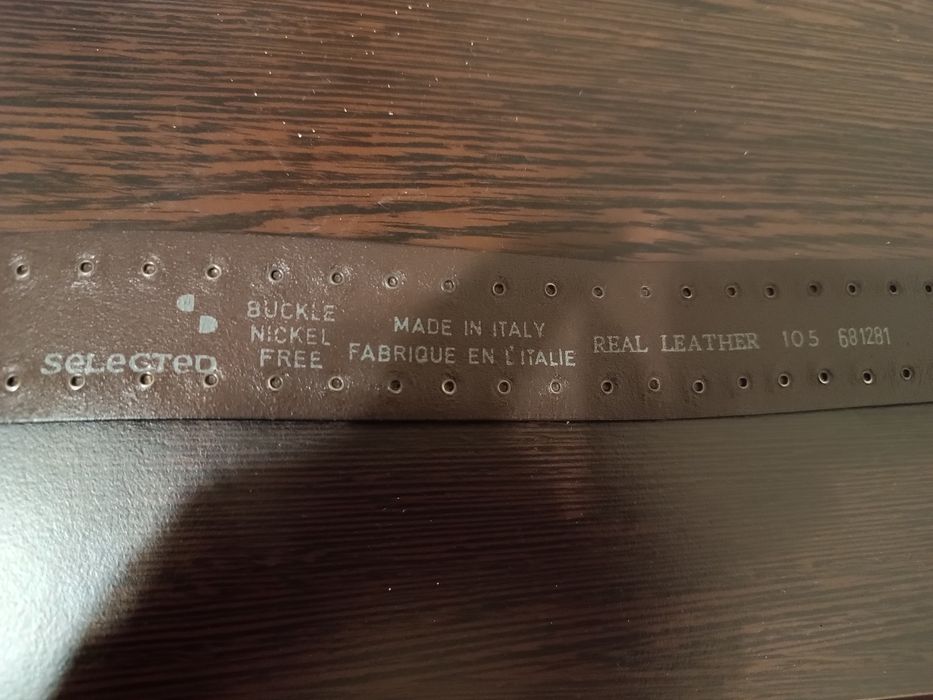 SELECTED
BUCKLE
NICKEL
FREE
MADE IN ITALY
FABRIQUE EN L'ITALIE
REAL LEATHER 105 681281